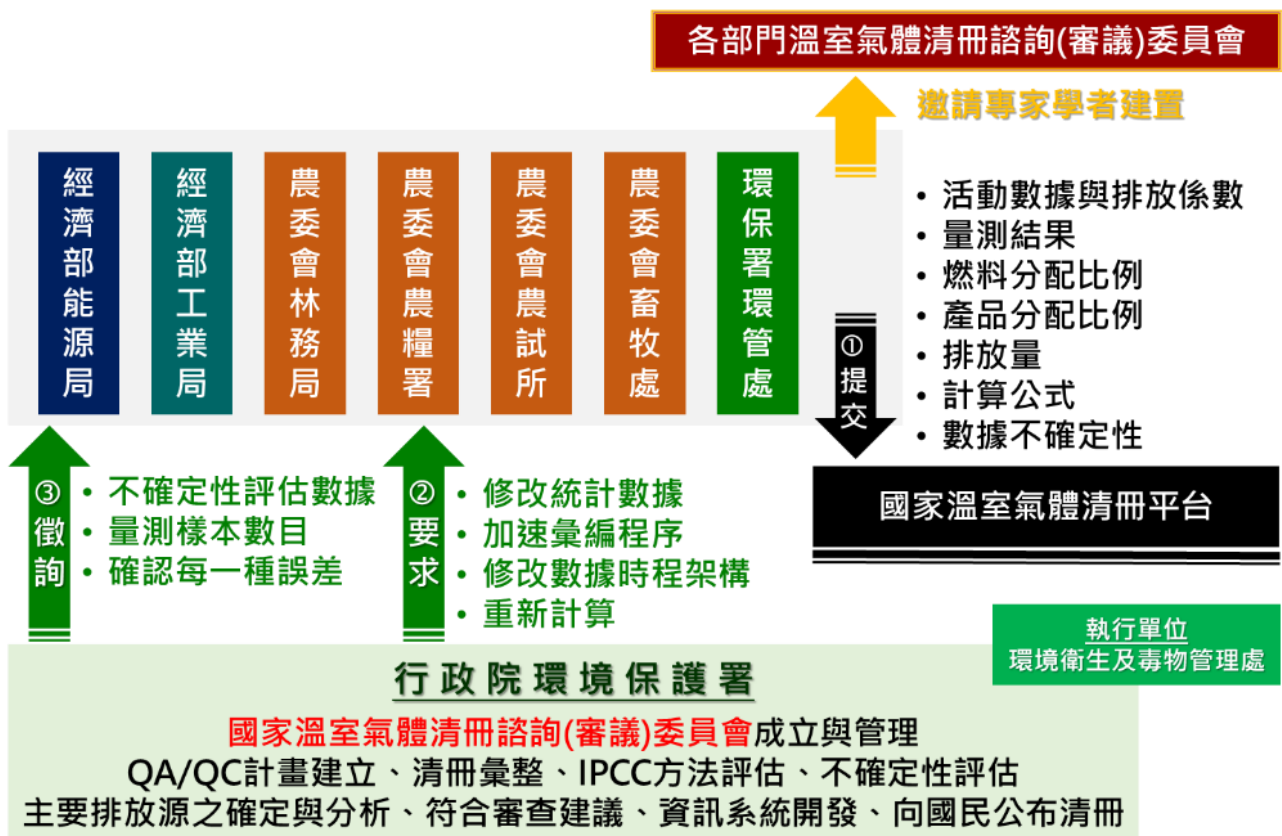 各部門溫室氣體清冊諮詢(審議)委員會
邀請專家學者建置
經濟部能源局
經濟部工業局
農委會林務局
農委會農糧署
農委會農試所
農委會畜牧處
環保署環管處
• 活動數據與排放係數
• 量測結果
• 燃料分配比例
• 產品分配比例
• 排放量
• 計算公式
• 數據不確定性
①提交
國家溫室氣體清冊平台
③徵詢
• 不確定性評估數據
• 量測樣本數目
• 確認每一種誤差
②要求
• 修改統計數據
• 加速彙編程序
• 修改數據時程架構
• 重新計算
執行單位
環境衛生及毒物管理處
行政院環境保護署
國家溫室氣體清冊諮詢(審議)委員會成立與管理
QA/QC計畫建立、清冊彙整、IPCC方法評估、不確定性評估
主要排放源之確定與分析、符合審查建議、資訊系統開發、向國民公布清冊